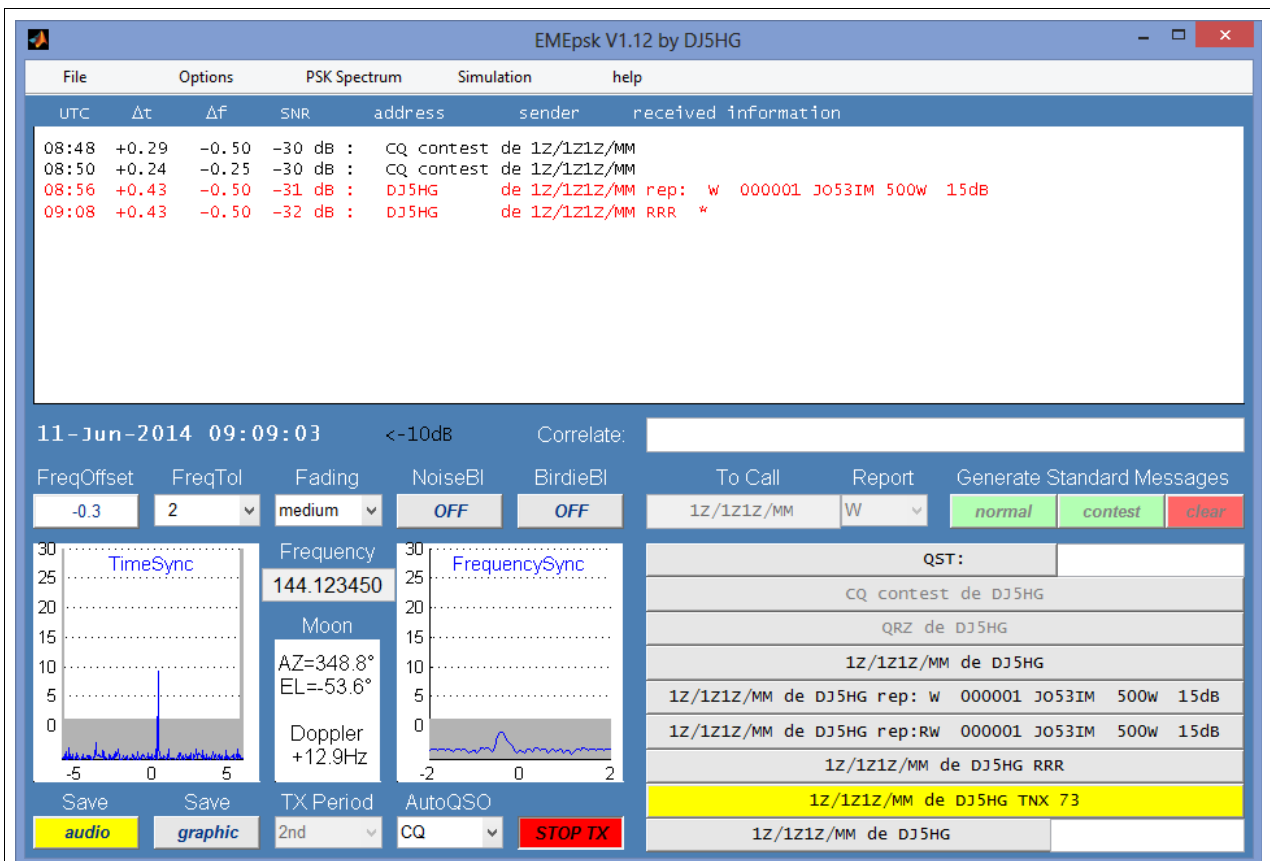 EMEpsk V1.12 by DJ5HG
File Options PSK Spectrum Simulation help
UTC Δt Δf SNR address sender received information
08:48 +0.29 -0.50 -30 dB : CQ contest de 1Z/1Z1Z/MM
08:50 +0.24 -0.25 -30 dB : CQ contest de 1Z/1Z1Z/MM
08:56 +0.43 -0.50 -31 dB : DJ5HG de 1Z/1Z1Z/MM rep: W 000001 JO53IM 500W 15dB
09:08 +0.43 -0.50 -32 dB : DJ5HG de 1Z/1Z1Z/MM RRR *
11-Jun-2014 09:09:03 <-10dB Correlate:
FreqOffset FreqTol Fading NoiseBl BirdieBl To Call Report Generate Standard Messages
-0.3 2 medium OFF OFF 1Z/1Z1Z/MM W normal contest clear
30
25
20
15
10
5
0
TimeSync
-5 0 5
Frequency
144.123450
Moon
AZ=348.8°
EL=-53.6°
Doppler
+12.9Hz
30
25
20
15
10
5
0
FrequencySync
-2 0 2
QST:
CQ contest de DJ5HG
QRZ de DJ5HG
1Z/1Z1Z/MM de DJ5HG
1Z/1Z1Z/MM de DJ5HG rep: W 000001 JO53IM 500W 15dB
1Z/1Z1Z/MM de DJ5HG rep:RW 000001 JO53IM 500W 15dB
1Z/1Z1Z/MM de DJ5HG RRR
1Z/1Z1Z/MM de DJ5HG TNX 73
1Z/1Z1Z/MM de DJ5HG
Save Save TX Period AutoQSO
audio graphic 2nd CQ STOP TX